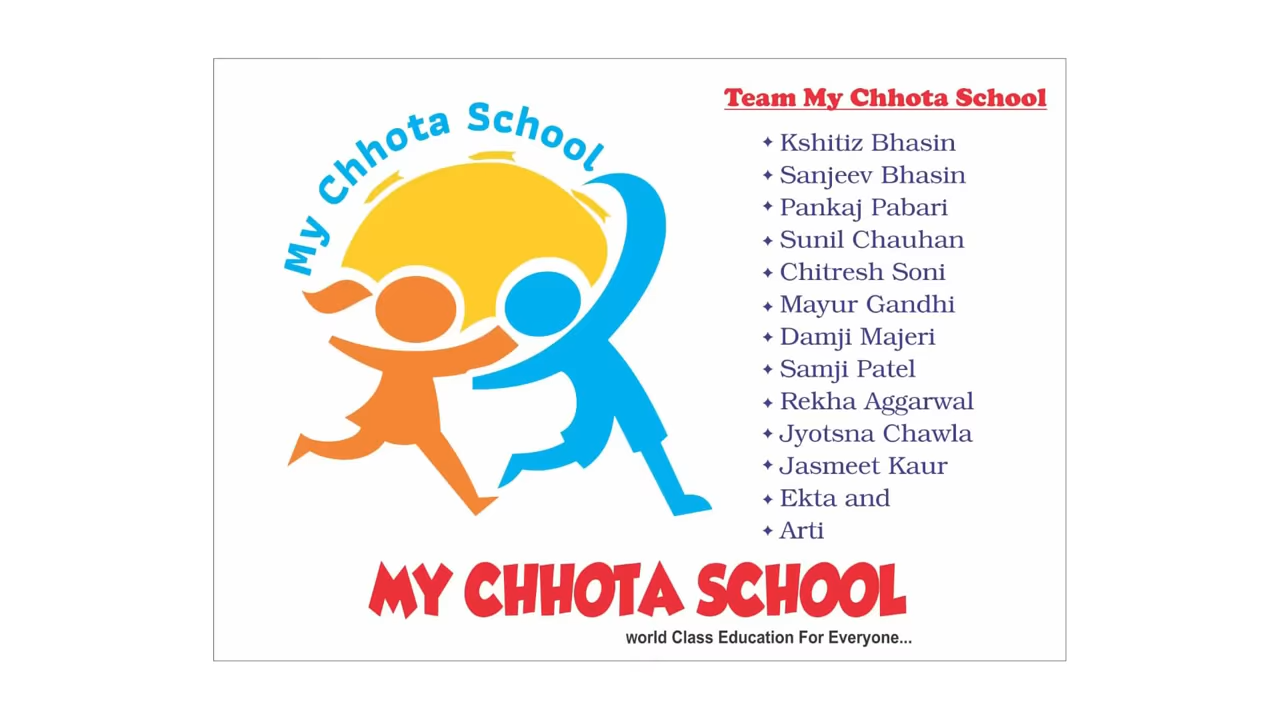 My Chhota School
Team My Chhota School
Kshitiz Bhasin
Sanjeev Bhasin
Pankaj Pabari
Sunil Chauhan
Chitresh Soni
Mayur Gandhi
Damji Majeri
Samji Patel
Rekha Aggarwal
Jyotsna Chawla
Jasmeet Kaur
Ekta and
Arti
MY CHHOTA SCHOOL
world Class Education For Everyone...